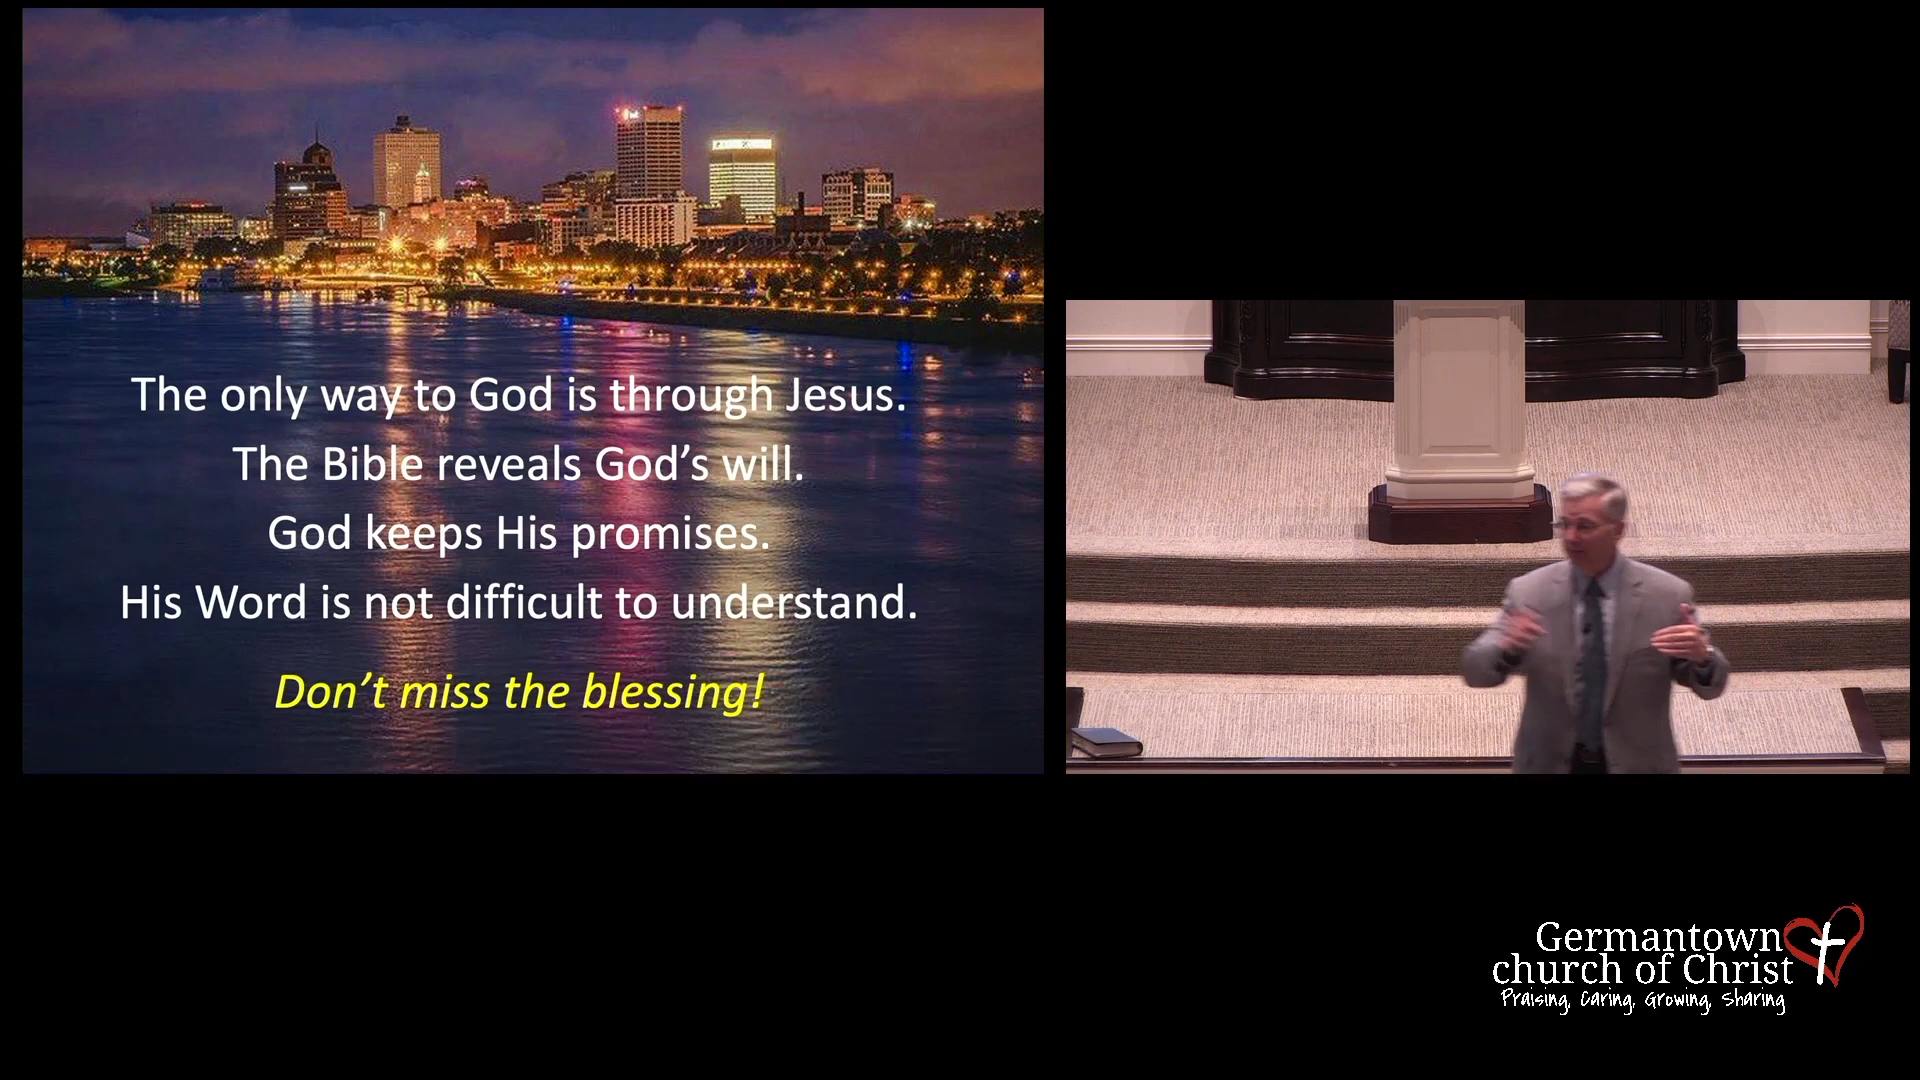 The only way to God is through Jesus.
The Bible reveals God’s will.
God keeps His promises.
His Word is not difficult to understand.
Don’t miss the blessing!
Germantown
church of Christ
Praising, Caring, Growing, Sharing